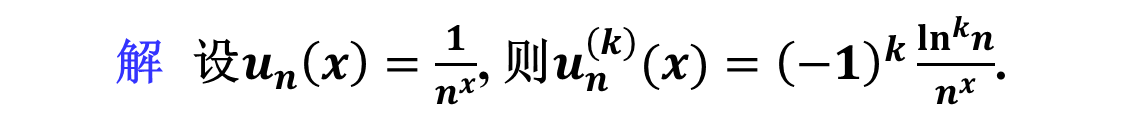 解 设$u_n(x) = \frac{1}{n^x}$, 则$u_n^{(k)}(x) = (-1)^k \frac{\ln^k n}{n^x}$.